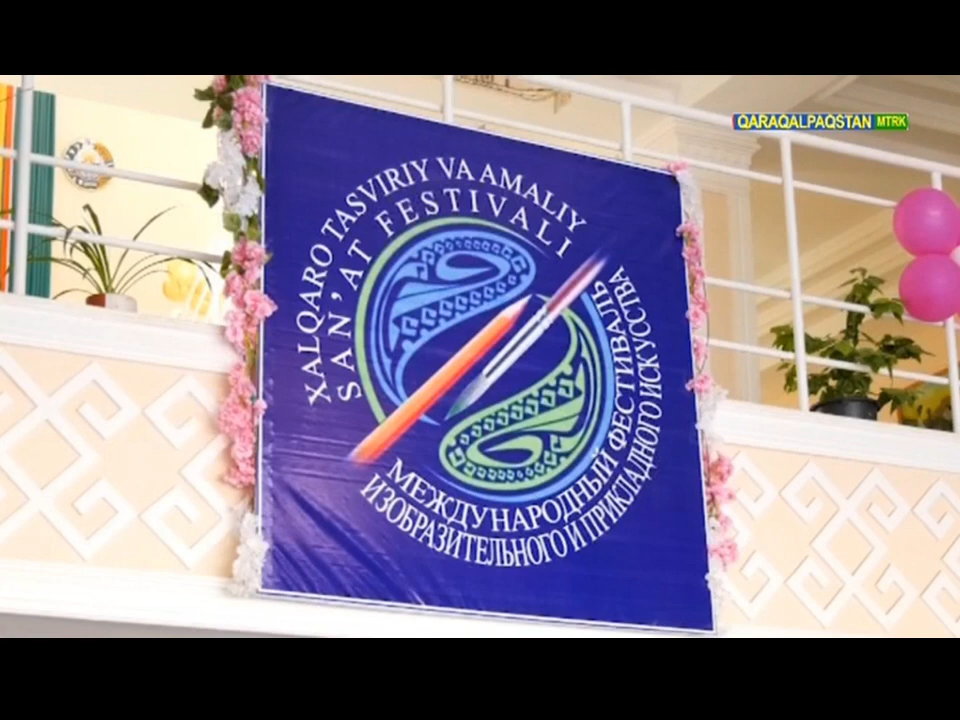 QARAQALPAQSTAN MTRK
XALQARO TASVIRIY VA AMALIY
SAN'AT FESTIVALI
МЕЖДУНАРОДНЫЙ ФЕСТИВАЛЬ
ИЗОБРАЗИТЕЛЬНОГО И ПРИКЛАДНОГО ИСКУССТВА